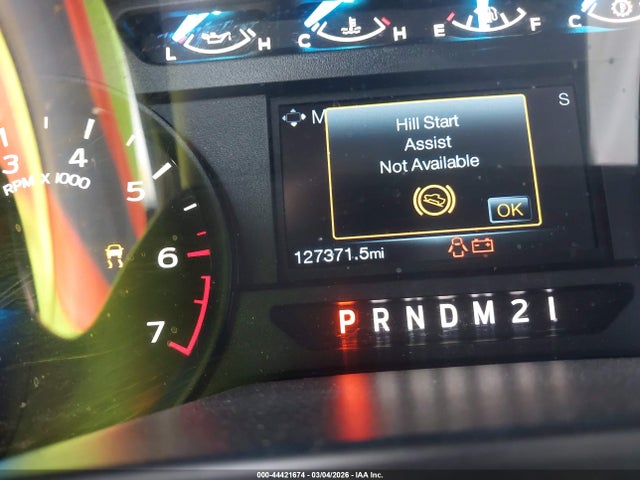 L H
C H
E F
C
3
4
5
6
7
RPM X 1000
M
S
Hill Start
Assist
Not Available
OK
127371.5mi
P R N D M 2 1
000-44421674 | 03/04/2026 | IAA Inc.